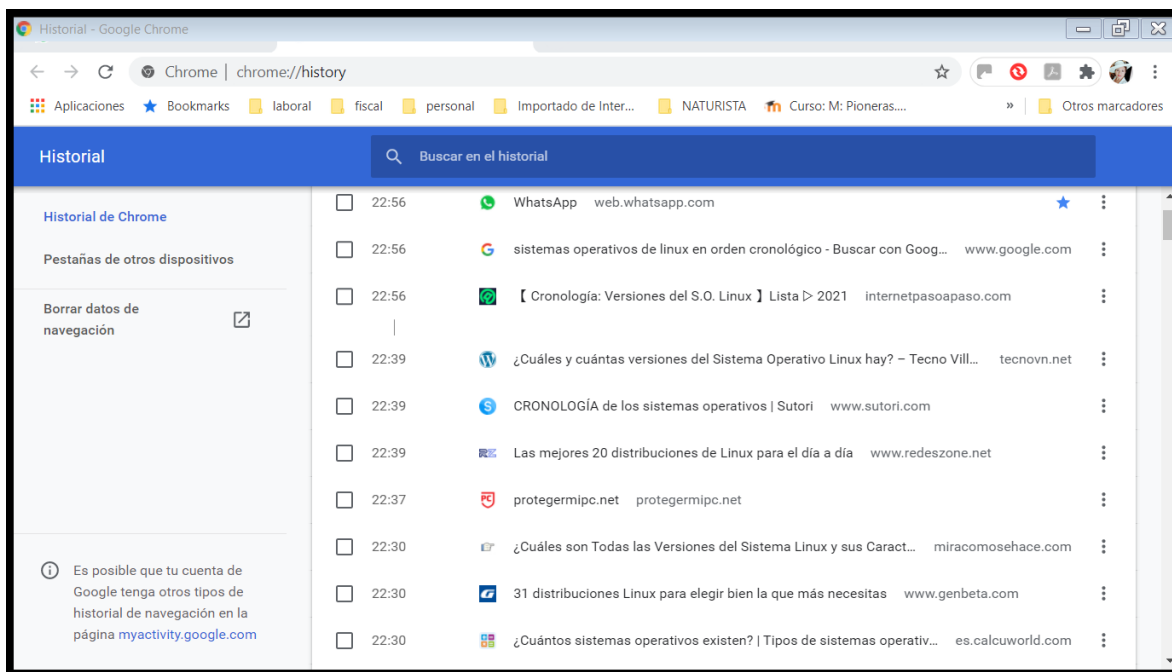 Historial - Google Chrome
Chrome | chrome://history
Aplicaciones Bookmarks laboral fiscal personal Importado de Inter... NATURISTA Curso: M: Pioneras.... » Otros marcadores
Historial
Buscar en el historial
Historial de Chrome
Pestañas de otros dispositivos
Borrar datos de
navegación
Es posible que tu cuenta de
Google tenga otros tipos de
historial de navegación en la
página myactivity.google.com
22:56 WhatsApp web.whatsapp.com
22:56 sistemas operativos de linux en orden cronológico - Buscar con Goog... www.google.com
22:56 【 Cronología: Versiones del S.O. Linux 】 Lista ▷ 2021 internetpasoapaso.com
22:39 ¿Cuáles y cuántas versiones del Sistema Operativo Linux hay? – Tecno Vill... tecnovn.net
22:39 CRONOLOGÍA de los sistemas operativos | Sutori www.sutori.com
22:39 Las mejores 20 distribuciones de Linux para el día a día www.redeszone.net
22:37 protegermipc.net protegermipc.net
22:30 ¿Cuáles son Todas las Versiones del Sistema Linux y sus Caract... miracomosehace.com
22:30 31 distribuciones Linux para elegir bien la que más necesitas www.genbeta.com
22:30 ¿Cuántos sistemas operativos existen? | Tipos de sistemas operativ... es.calcuworld.com